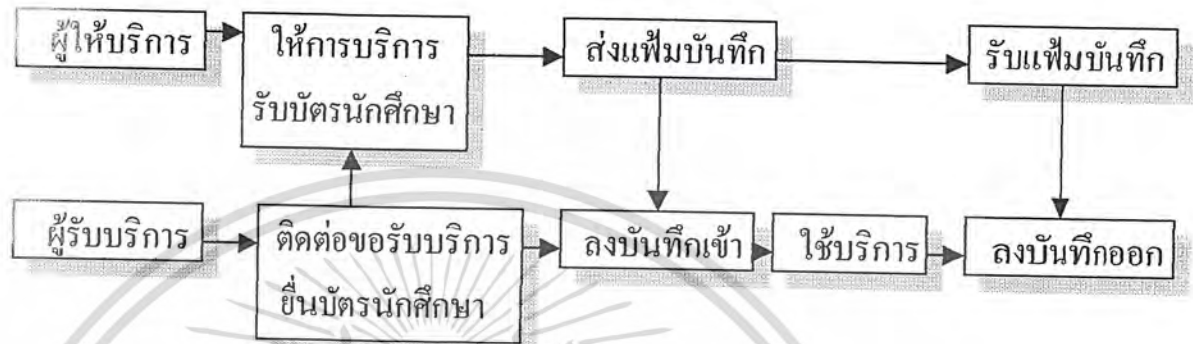 ผู้ให้บริการ
ให้การบริการ
รับบัตรนักศึกษา
ส่งแฟ้มบันทึก
รับแฟ้มบันทึก
ผู้รับบริการ
ติดต่อขอรับบริการ
ยื่นบัตรนักศึกษา
ลงบันทึกเข้า
ใช้บริการ
ลงบันทึกออก